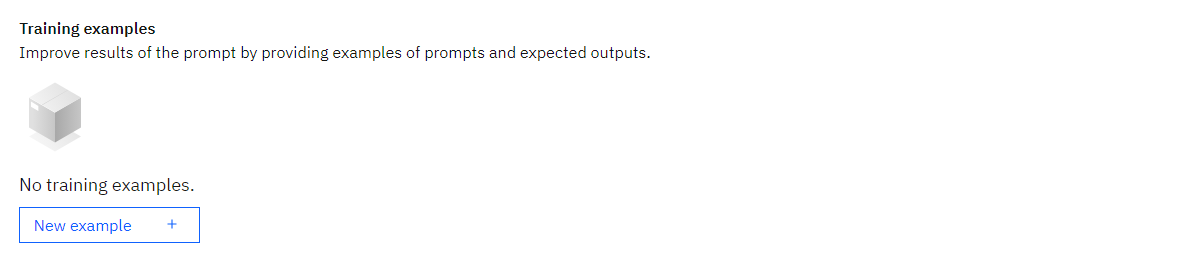 Training examples
Improve results of the prompt by providing examples of prompts and expected outputs.
No training examples.
New example +